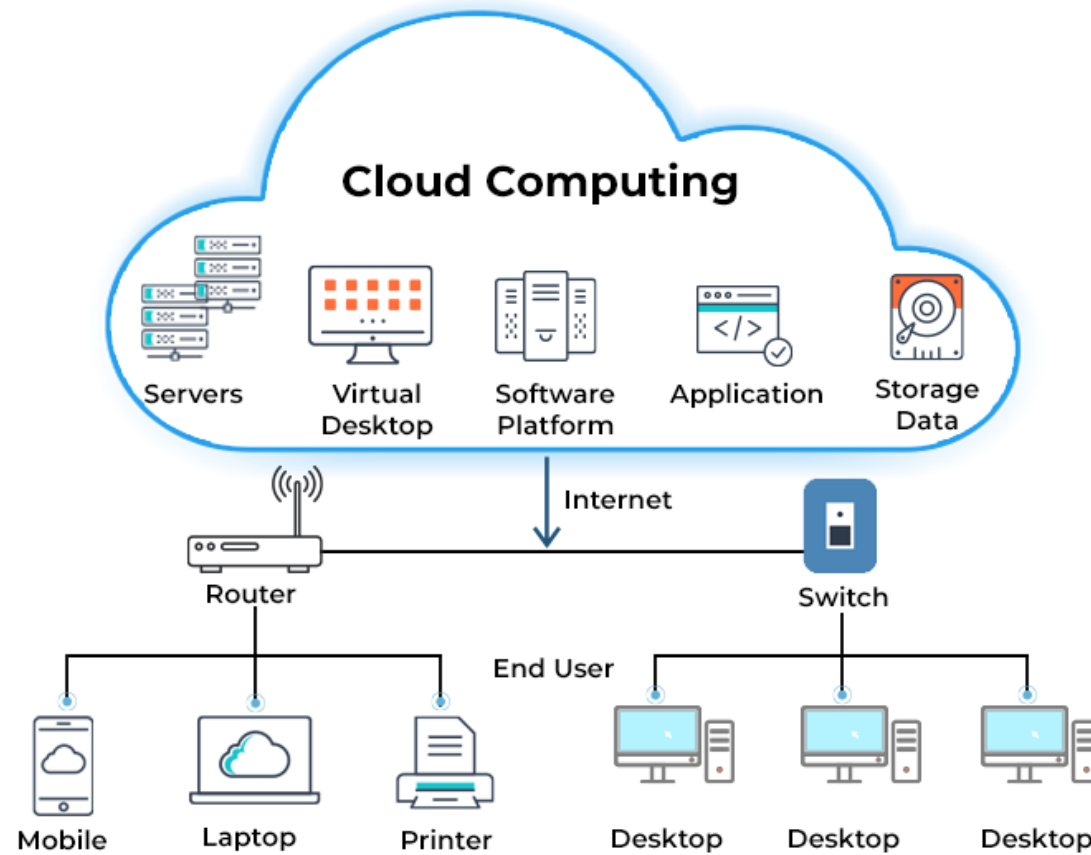 Cloud Computing
Servers
Virtual
Desktop
Software
Platform
</>
Application
Storage
Data
Internet
Router
Switch
End User
Mobile
Laptop
Printer
Desktop
Desktop
Desktop